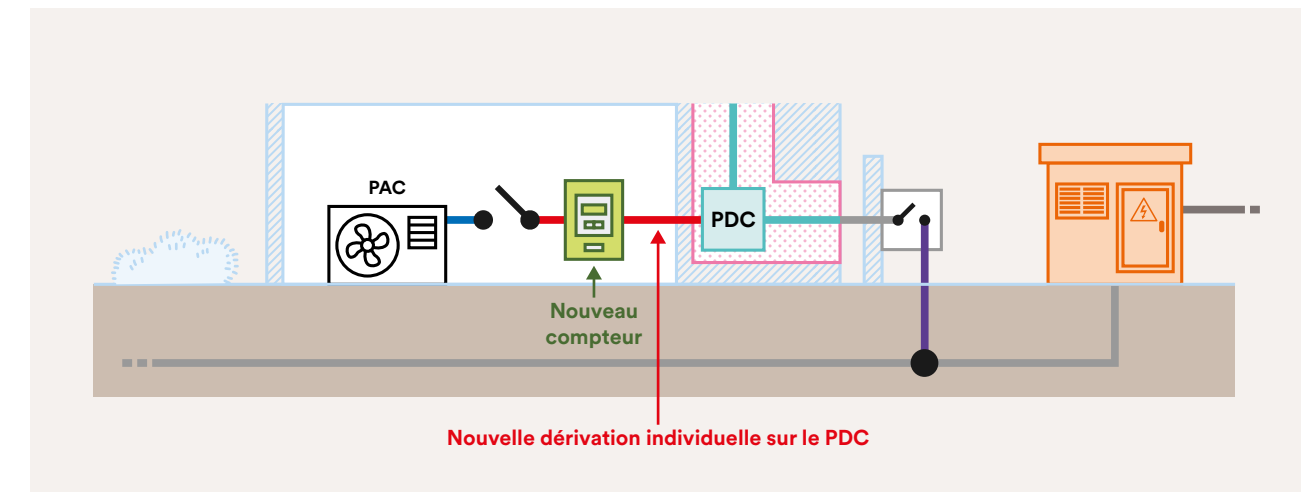 PAC
PDC
Nouveau
compteur
Nouvelle dérivation individuelle sur le PDC